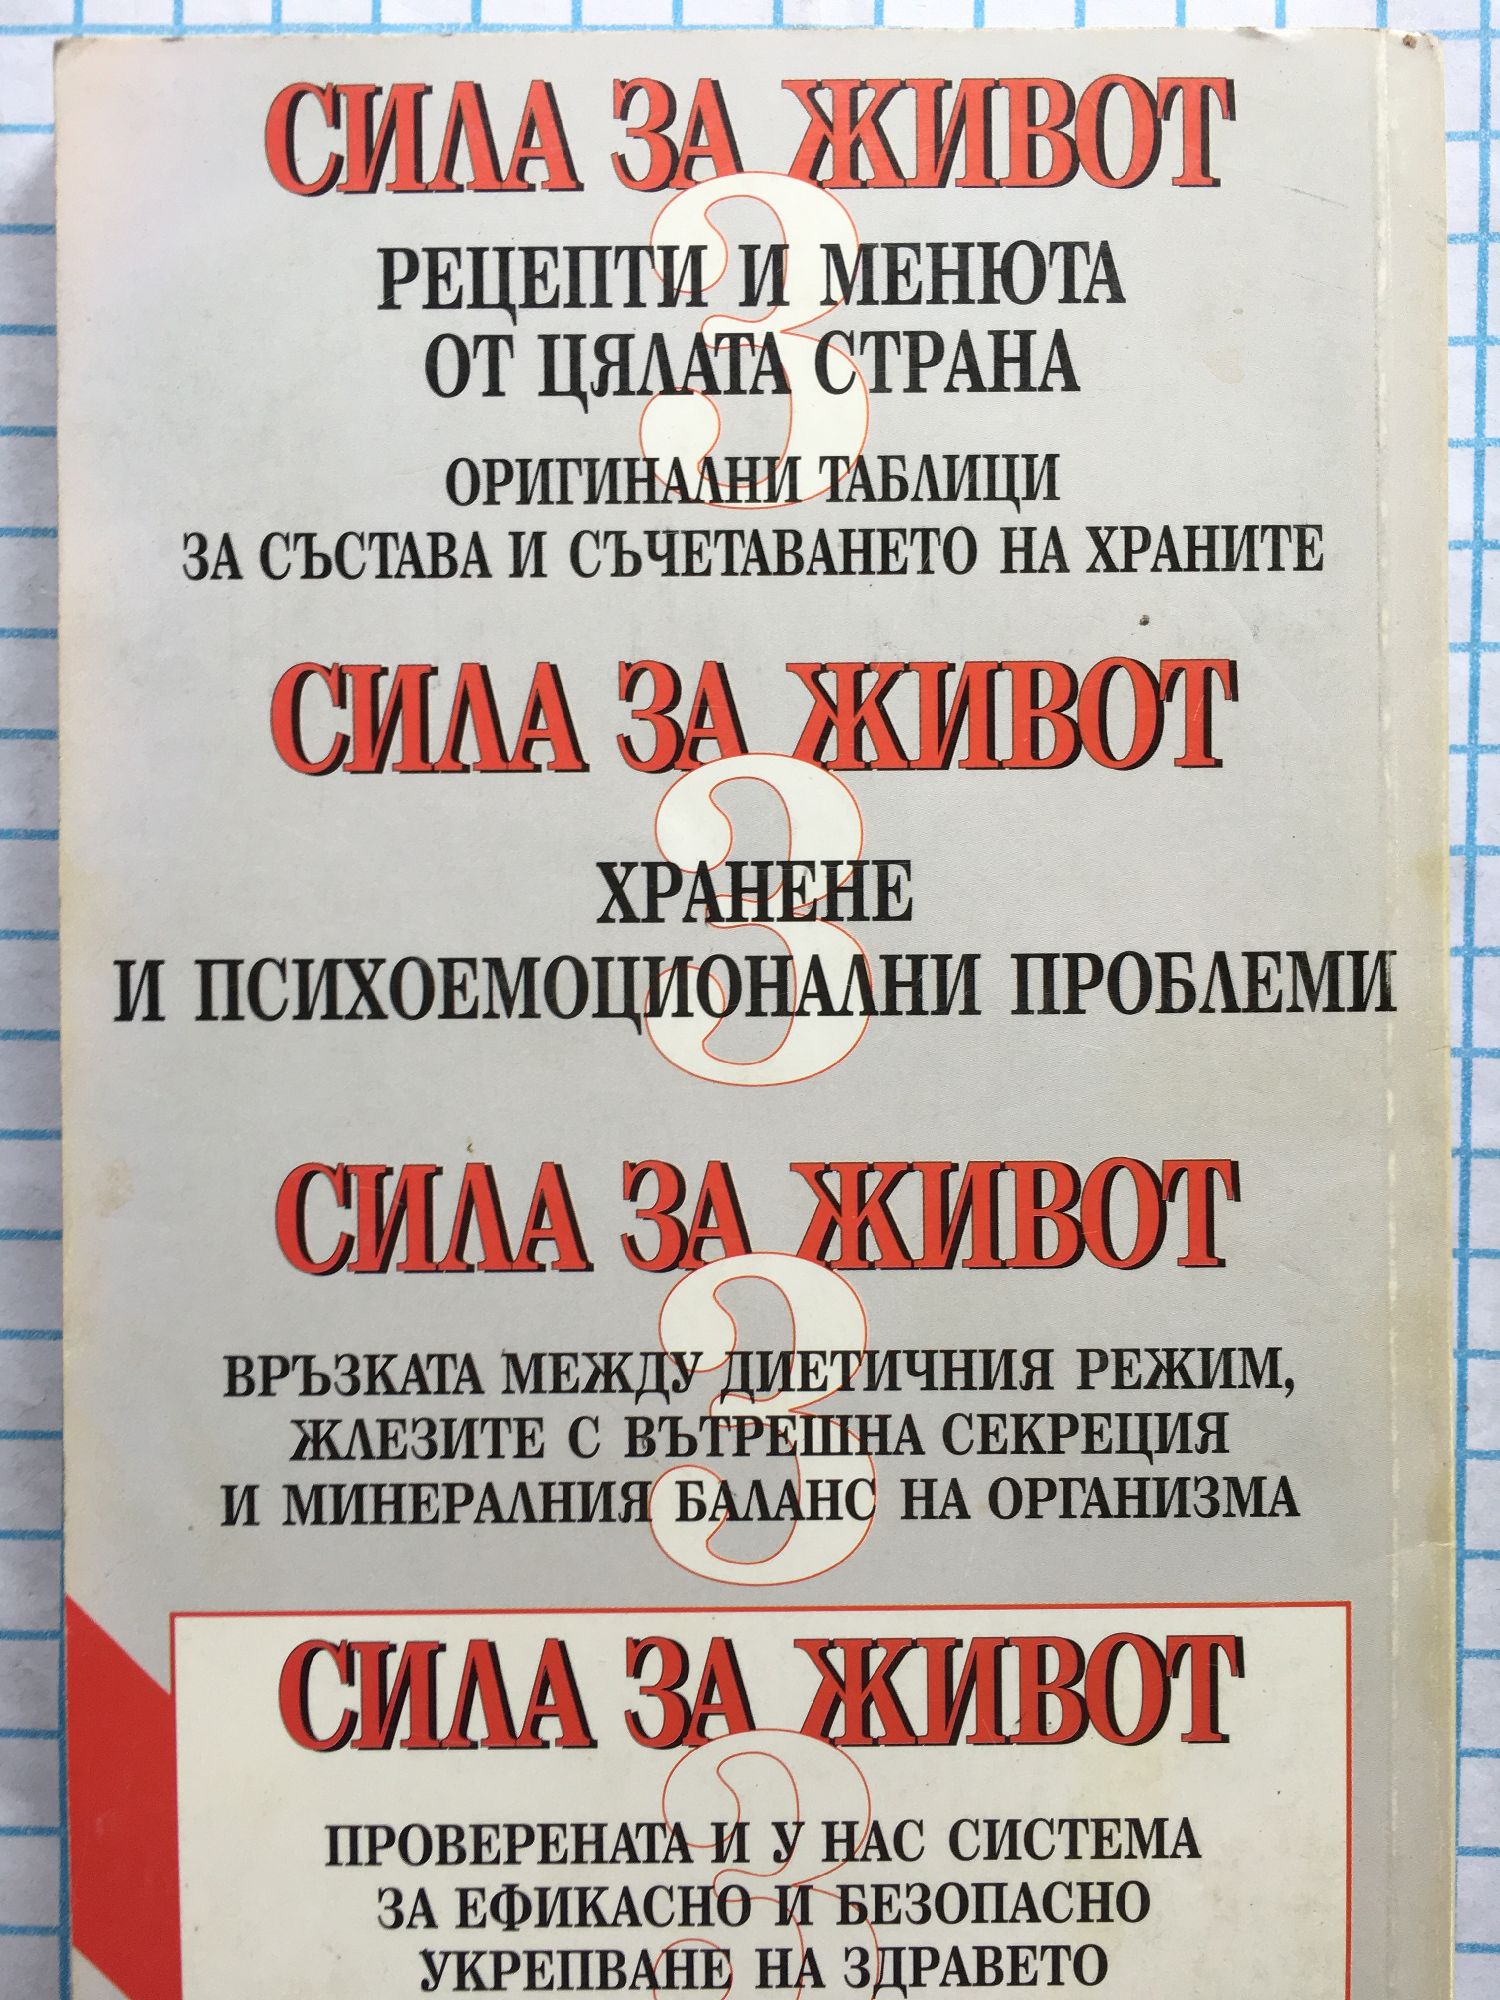 СИЛА ЗА ЖИВОТ
3
РЕЦЕПТИ И МЕНЮТА
ОТ ЦЯЛАТА СТРАНА
ОРИГИНАЛНИ ТАБЛИЦИ
ЗА СЪСТАВА И СЪЧЕТАВАНЕТО НА ХРАНИТЕ
СИЛА ЗА ЖИВОТ
3
ХРАНЕНЕ
И ПСИХОЕМОЦИОНАЛНИ ПРОБЛЕМИ
СИЛА ЗА ЖИВОТ
3
ВРЪЗКАТА МЕЖДУ ДИЕТИЧНИЯ РЕЖИМ,
ЖЛЕЗИТЕ С ВЪТРЕШНА СЕКРЕЦИЯ
И МИНЕРАЛНИЯ БАЛАНС НА ОРГАНИЗМА
СИЛА ЗА ЖИВОТ
3
ПРОВЕРЕНАТА И У НАС СИСТЕМА
ЗА ЕФИКАСНО И БЕЗОПАСНО
УКРЕПВАНЕ НА ЗДРАВЕТО